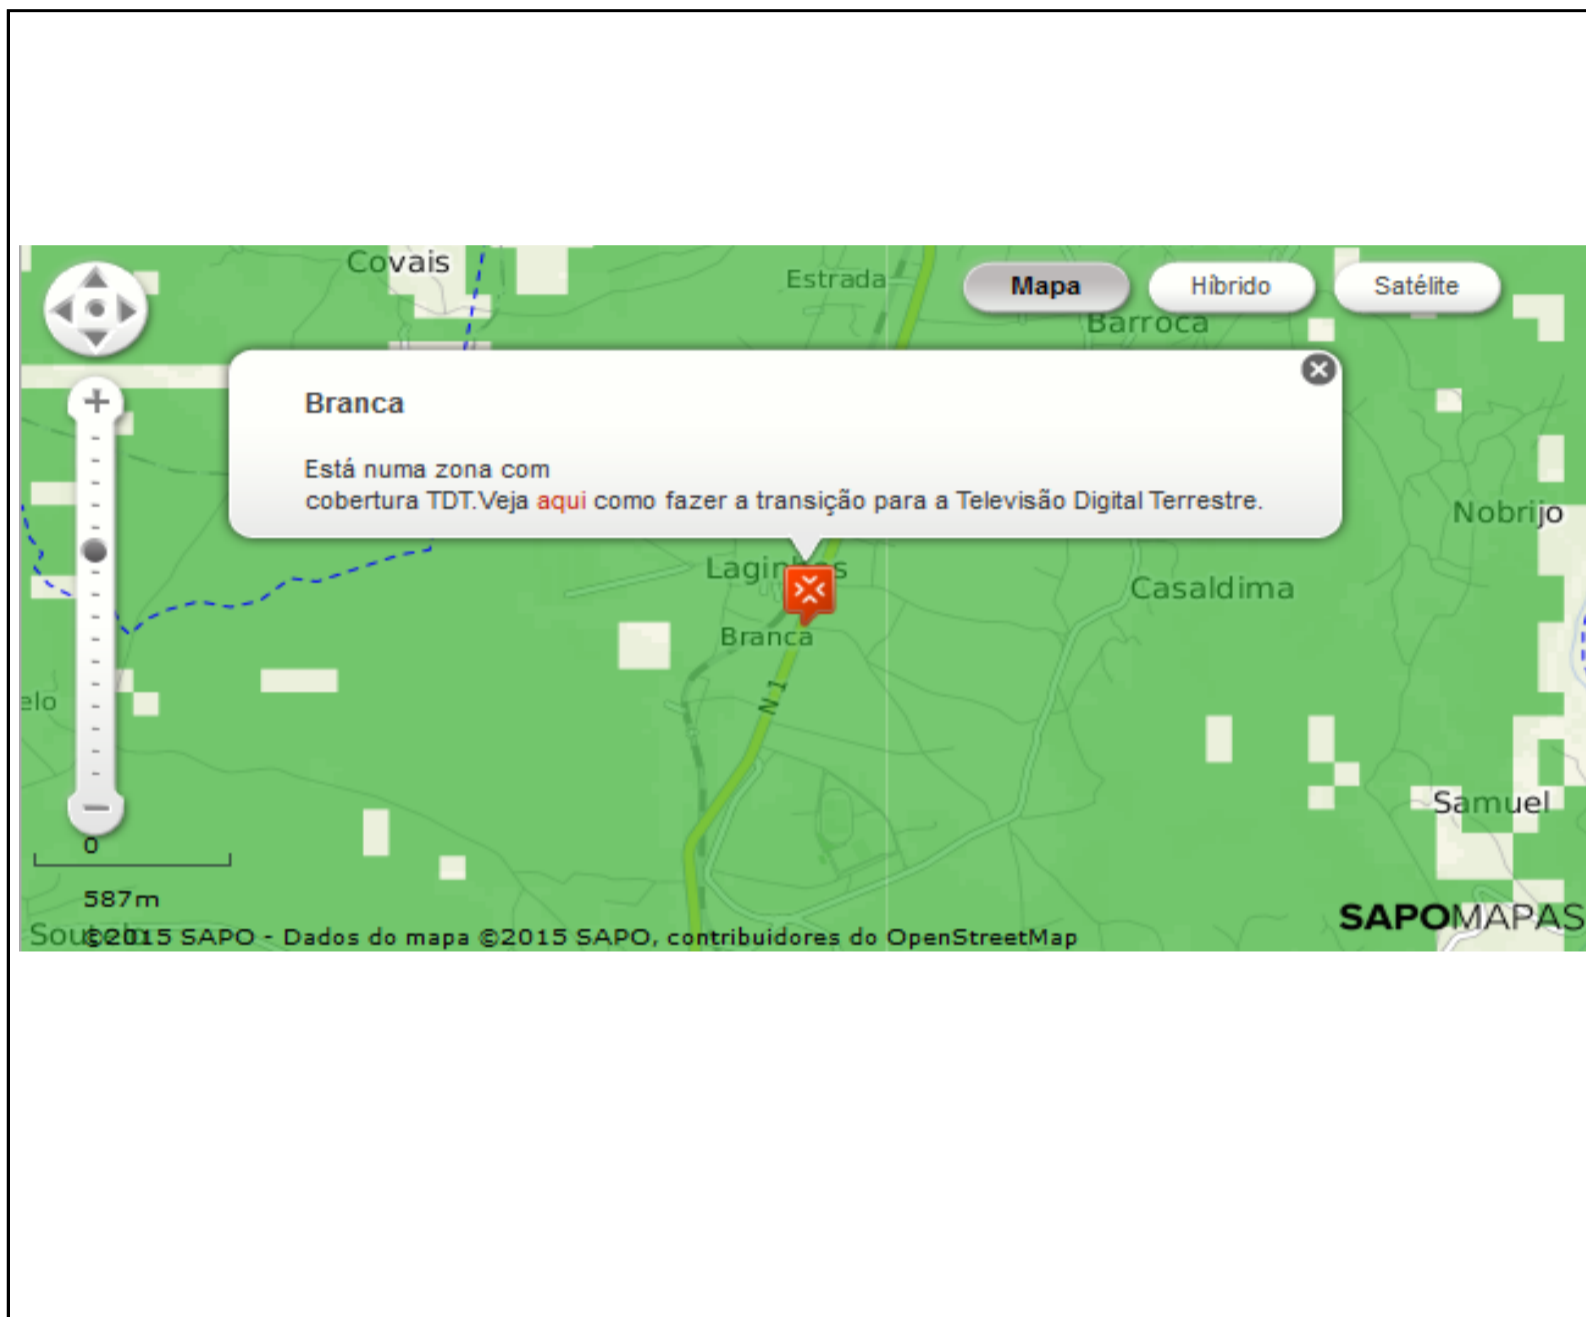 Covais
Estrada
Mapa
Híbrido
Satélite
Barroca
Branca
Está numa zona com
cobertura TDT.Veja aqui como fazer a transição para a Televisão Digital Terrestre.
Nobrijo
Casaldima
Branca
elo
N 1
Samuel
0
587m
SAPOMAPAS
©2015 SAPO - Dados do mapa ©2015 SAPO, contribuidores do OpenStreetMap